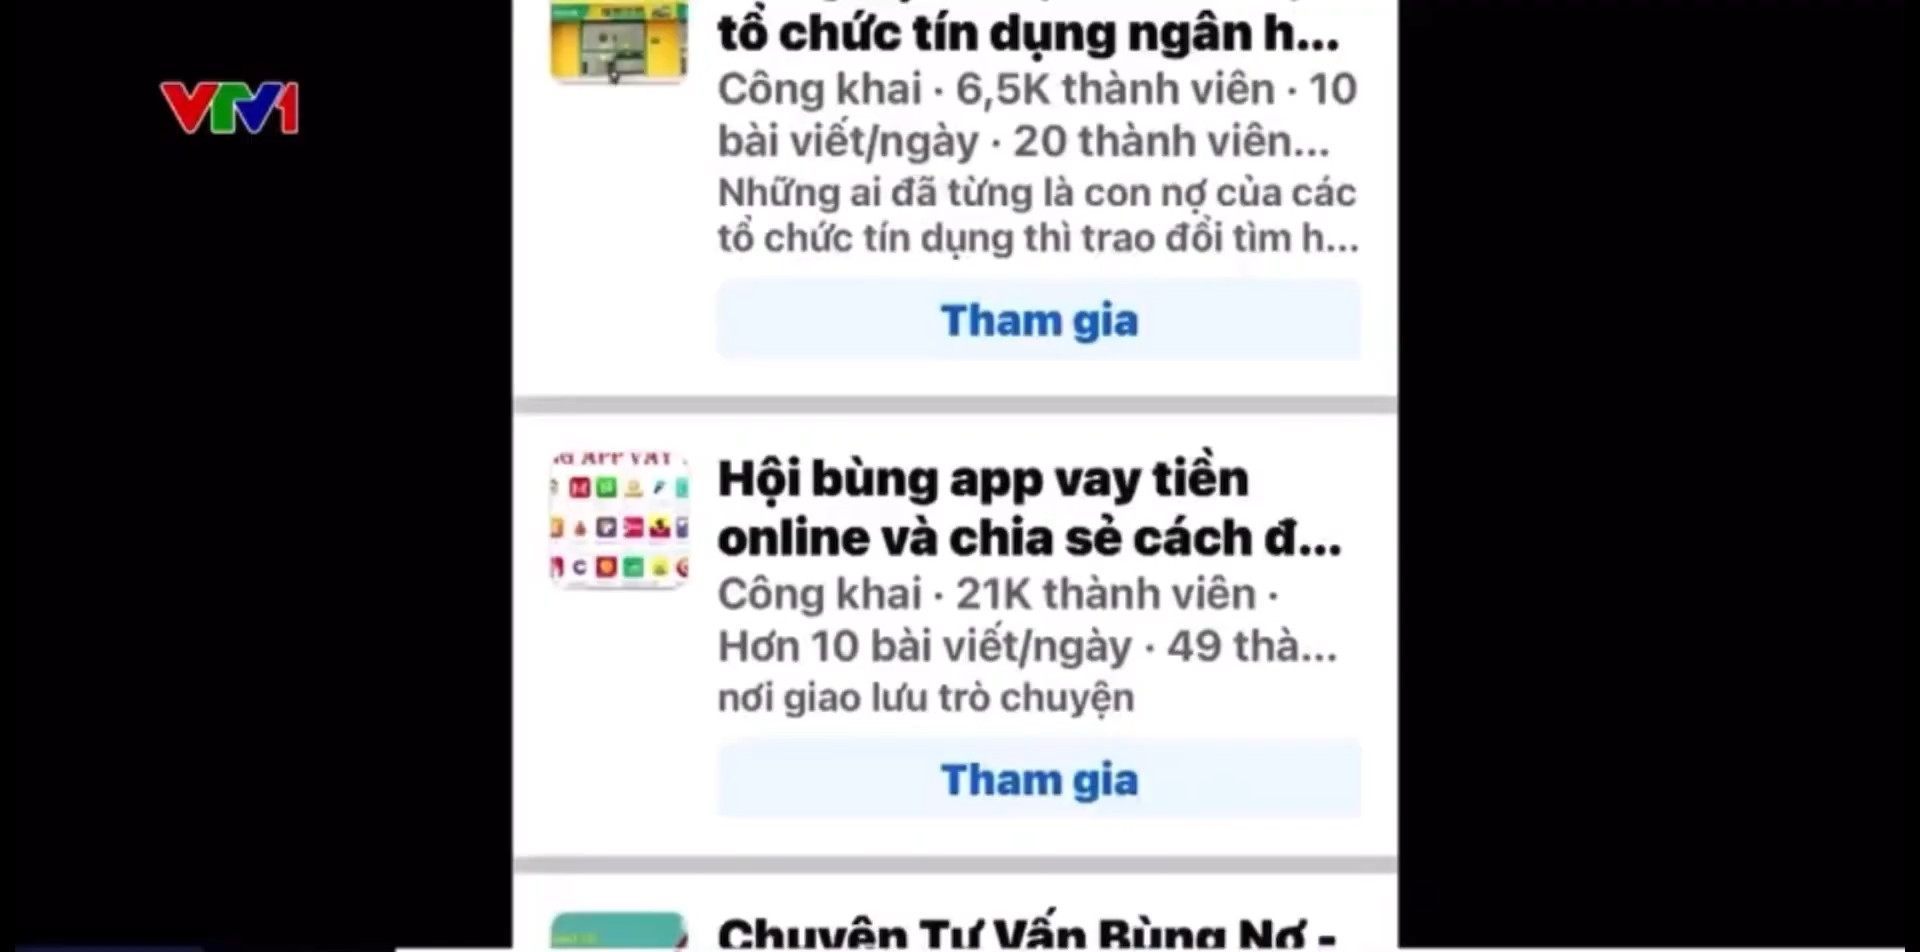 VTV1
tổ chức tín dụng ngân h...
Công khai · 6,5K thành viên · 10
bài viết/ngày · 20 thành viên...
Những ai đã từng là con nợ của các
tổ chức tín dụng thì trao đổi tìm h...
Tham gia
APP VAY
Hội bùng app vay tiền
online và chia sẻ cách đ...
Công khai · 21K thành viên ·
Hơn 10 bài viết/ngày · 49 thà...
nơi giao lưu trò chuyện
Tham gia
Chuyên Tư Vấn Bùng Nợ -